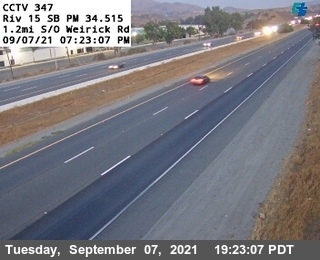 CCTV 347
Riv 15 SB PM 34.515
1.2mi S/O Weirick Rd
09/07/21 07:23:07 PM
Tuesday, September 07, 2021 19:23:07 PDT